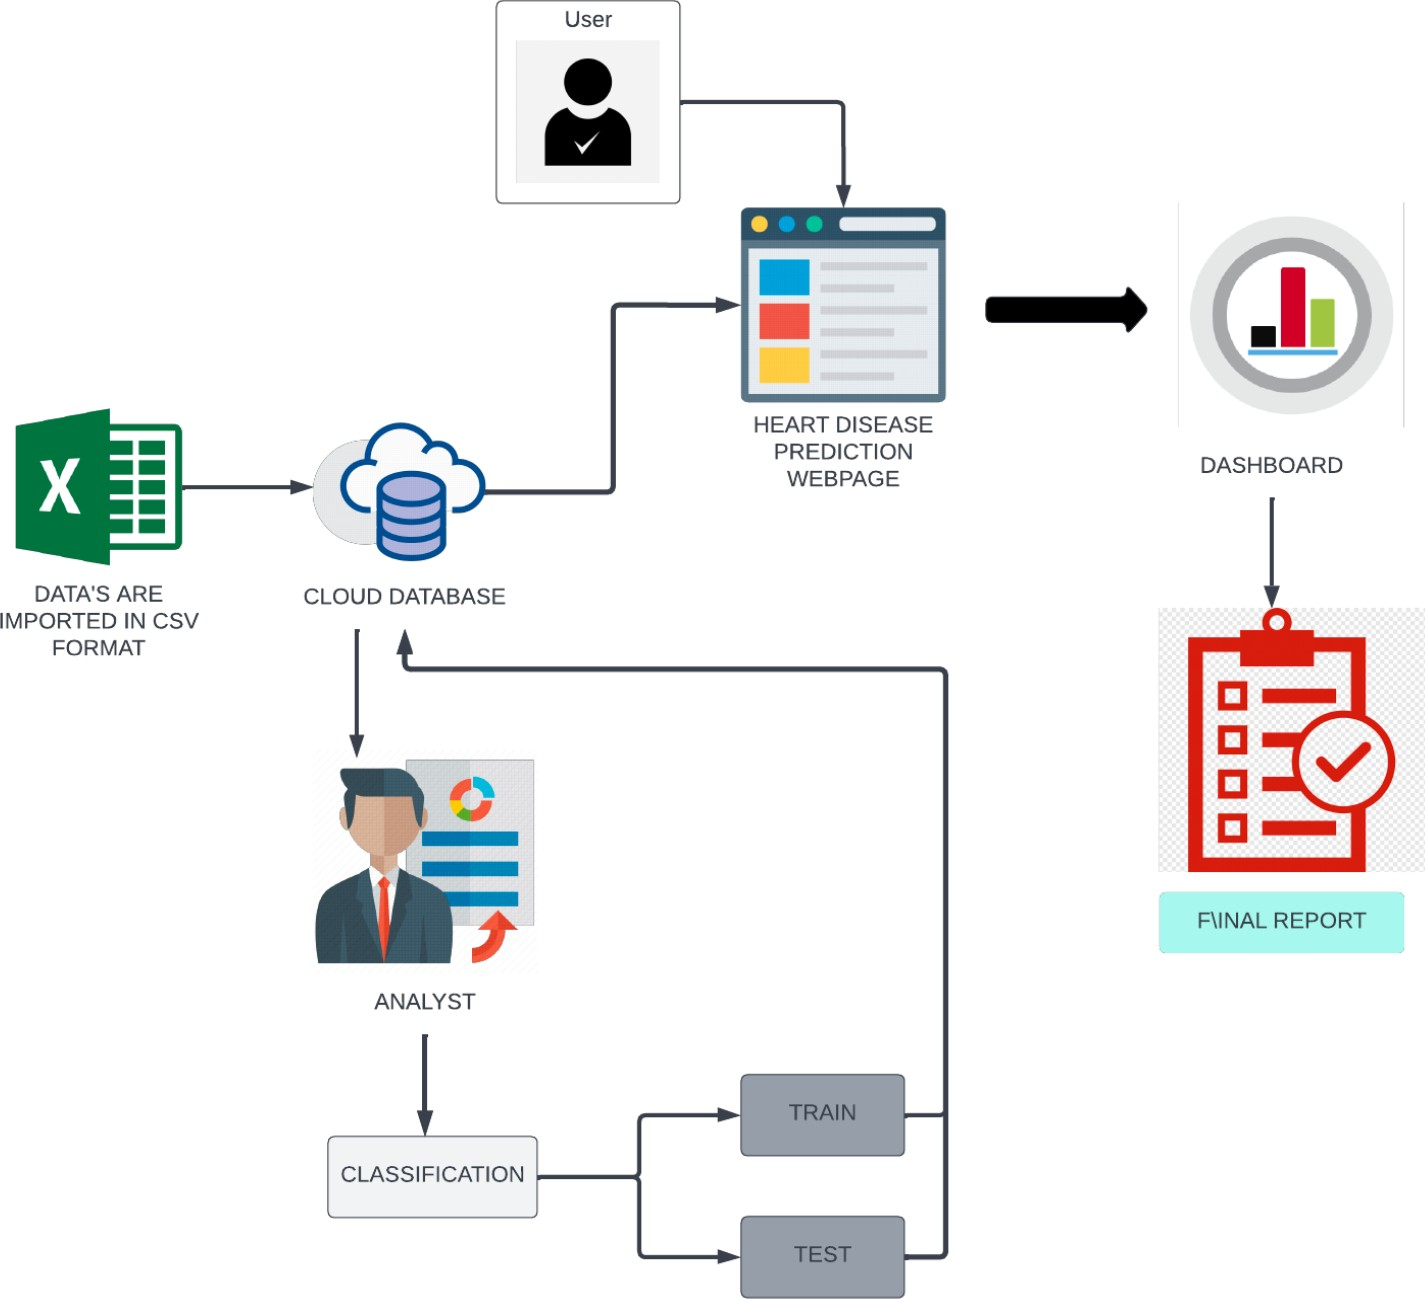 User
HEART DISEASE
PREDICTION
WEBPAGE
DASHBOARD
X
DATA'S ARE
IMPORTED IN CSV
FORMAT
CLOUD DATABASE
F\INAL REPORT
ANALYST
TRAIN
CLASSIFICATION
TEST